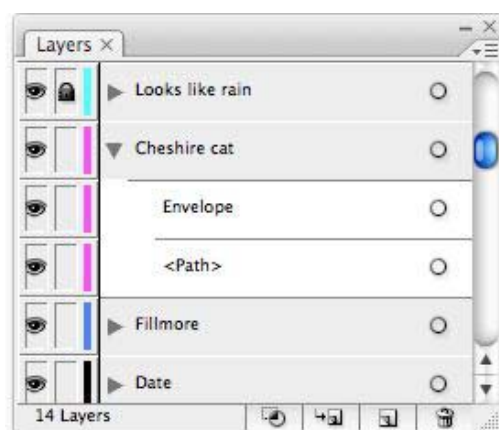 Layers
Looks like rain
Cheshire cat
Envelope
<Path>
Fillmore
Date
14 Layers